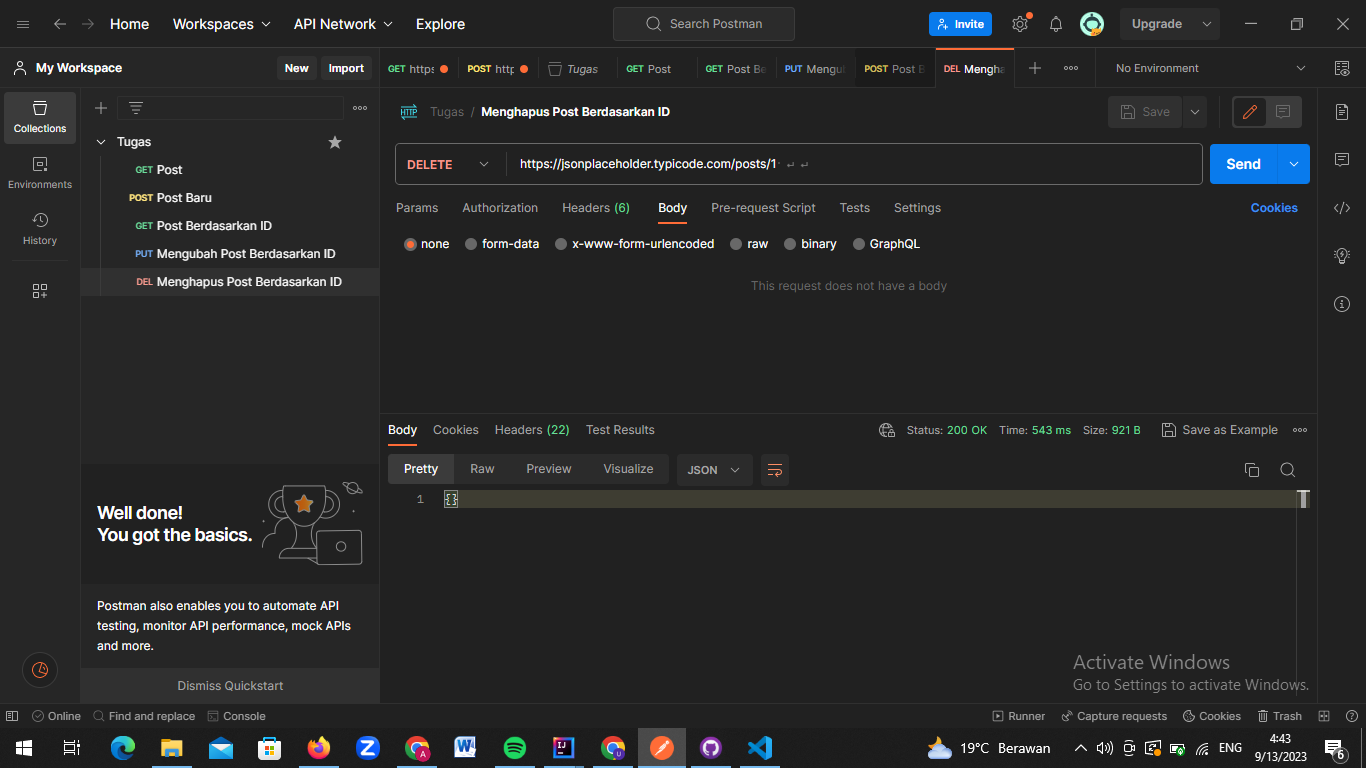 Home
Workspaces
API Network
Explore
Search Postman
Invite
Upgrade
My Workspace
New
Import
GET https
POST http
Tugas
GET Post
GET Post Be
PUT Mengut
POST Post B
DEL Mengha
No Environment
Collections
Environments
History
Tugas
GET Post
POST Post Baru
GET Post Berdasarkan ID
PUT Mengubah Post Berdasarkan ID
DEL Menghapus Post Berdasarkan ID
Well done!
You got the basics.
Postman also enables you to automate API
testing, monitor API performance, mock APIs
and more.
Dismiss Quickstart
HTTP
Tugas / Menghapus Post Berdasarkan ID
Save
DELETE
https://jsonplaceholder.typicode.com/posts/1
Send
Params
Authorization
Headers (6)
Body
Pre-request Script
Tests
Settings
Cookies
none
form-data
x-www-form-urlencoded
raw
binary
GraphQL
This request does not have a body
Body
Cookies
Headers (22)
Test Results
Status: 200 OK
Time: 543 ms
Size: 921 B
Save as Example
Pretty
Raw
Preview
Visualize
JSON
1 {}
Activate Windows
Go to Settings to activate Windows.
Online
Find and replace
Console
Runner
Capture requests
Cookies
Trash
19°C Berawan
ENG
4:43
9/13/2023
6